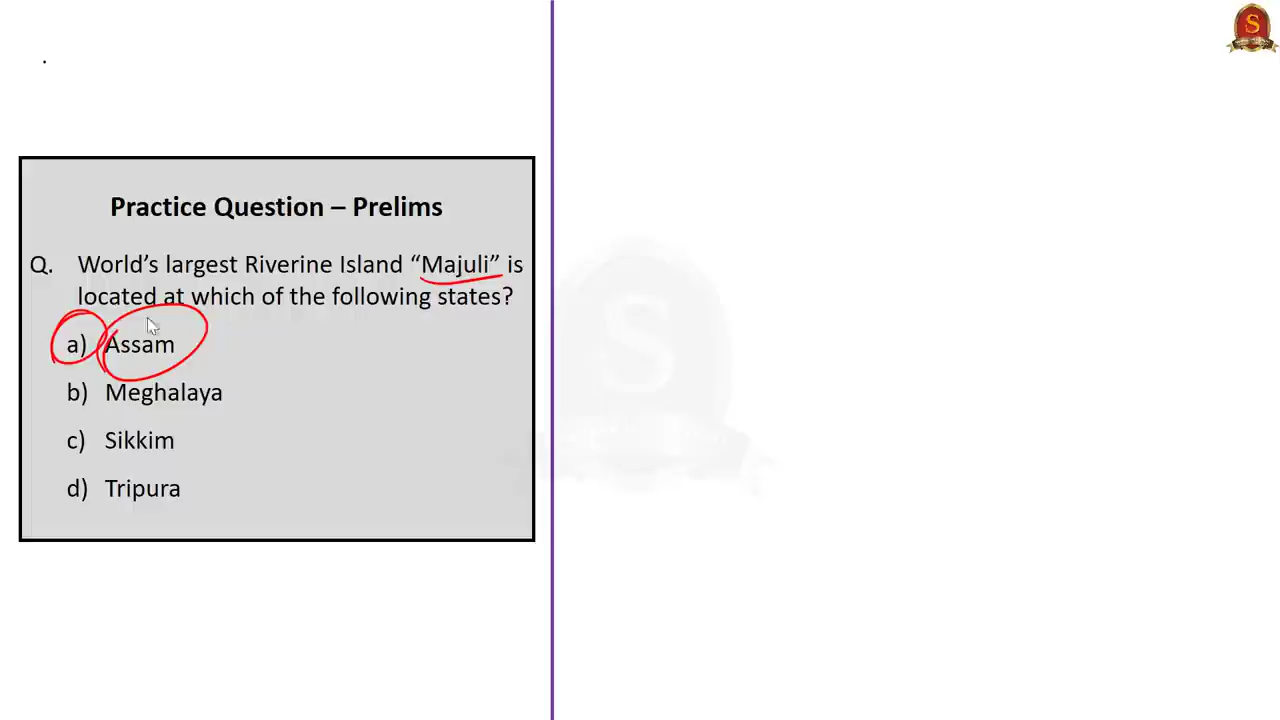 Practice Question – Prelims
Q. World's largest Riverine Island “Majuli” is
located at which of the following states?
a) Assam
b) Meghalaya
c) Sikkim
d) Tripura
S
S